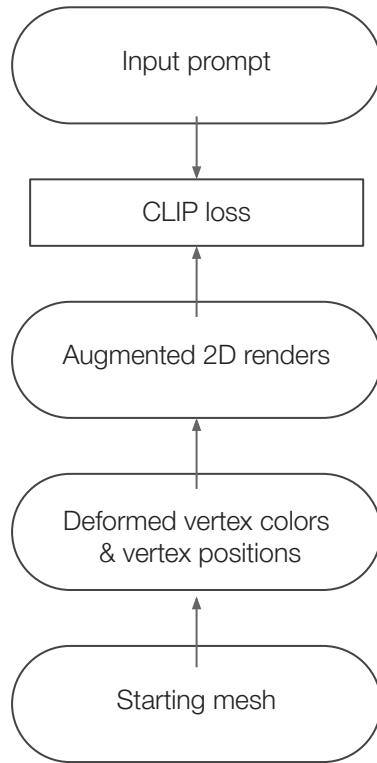 Input prompt
CLIP loss
Augmented 2D renders
Deformed vertex colors
& vertex positions
Starting mesh